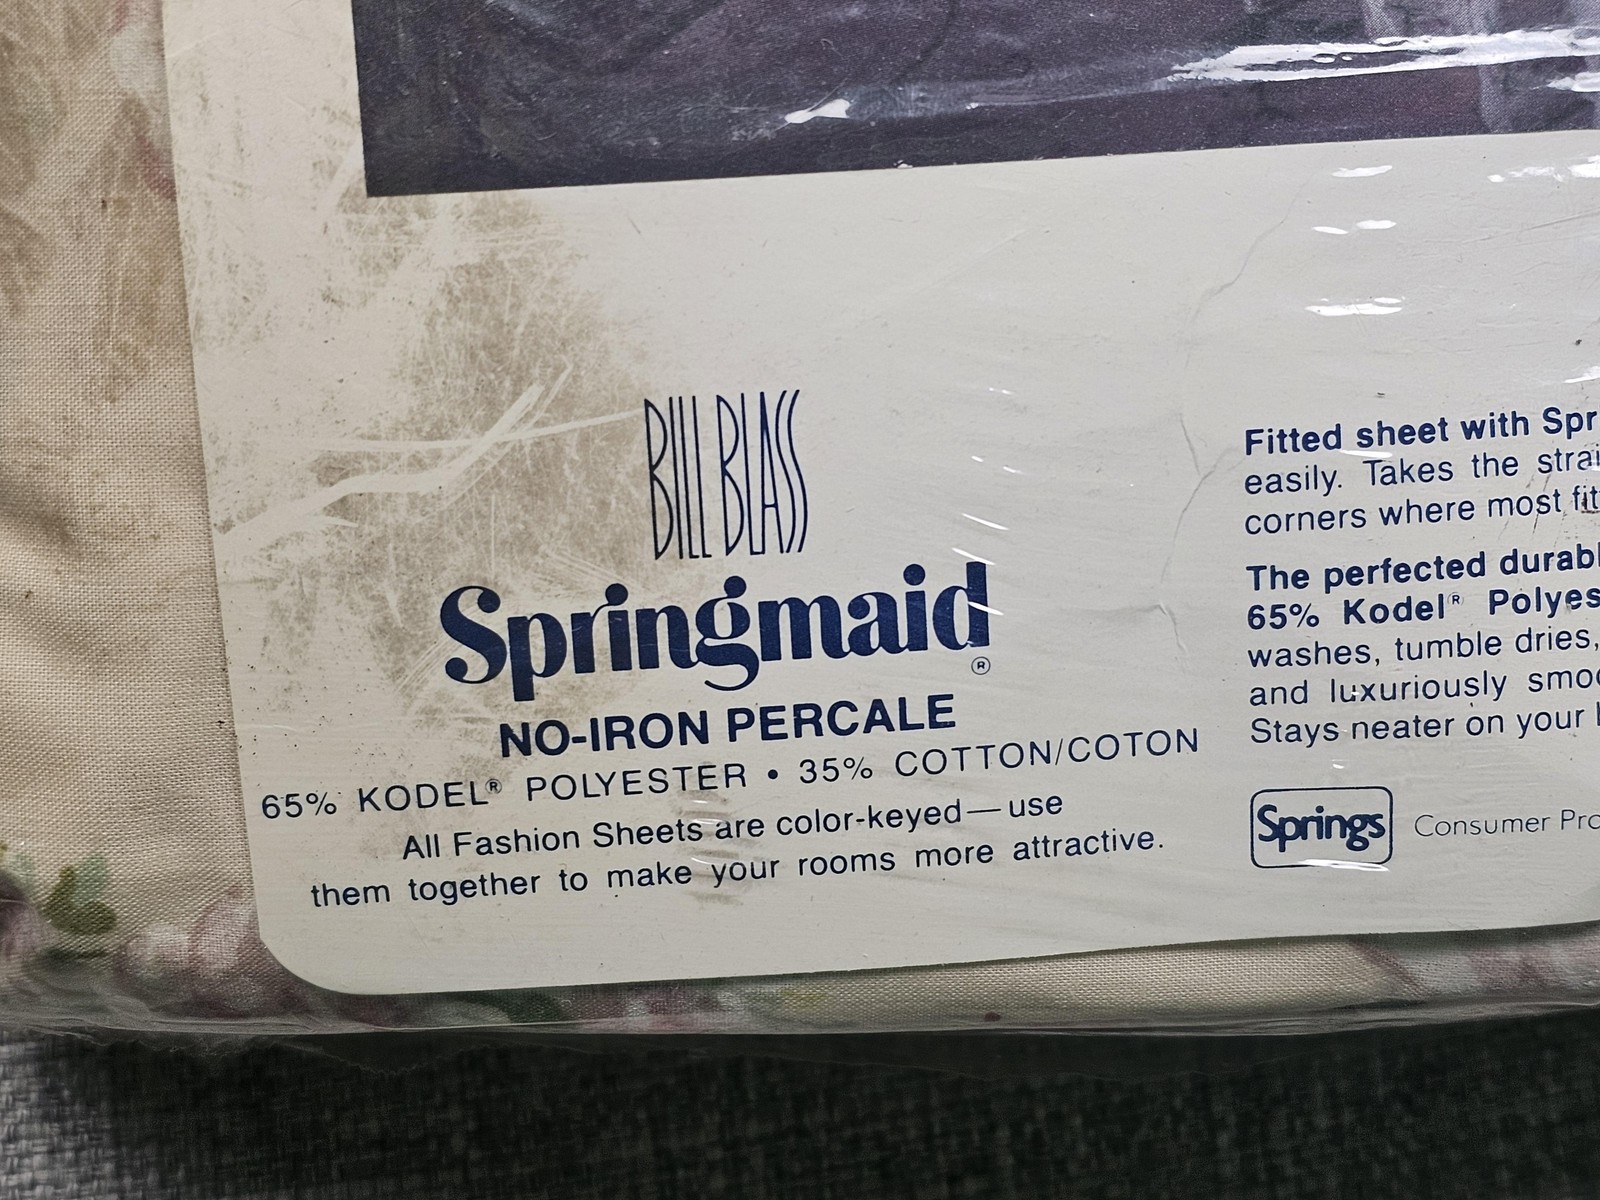 BILL BLASS
Springmaid®
NO-IRON PERCALE
65% KODEL® POLYESTER • 35% COTTON/COTON
All Fashion Sheets are color-keyed—use
them together to make your rooms more attractive.
Fitted sheet with
easily. Takes the
corners where most
The perfected
65% Kodel®
washes, tumble dries,
and luxuriously
Stays neater on your
Springs Consumer